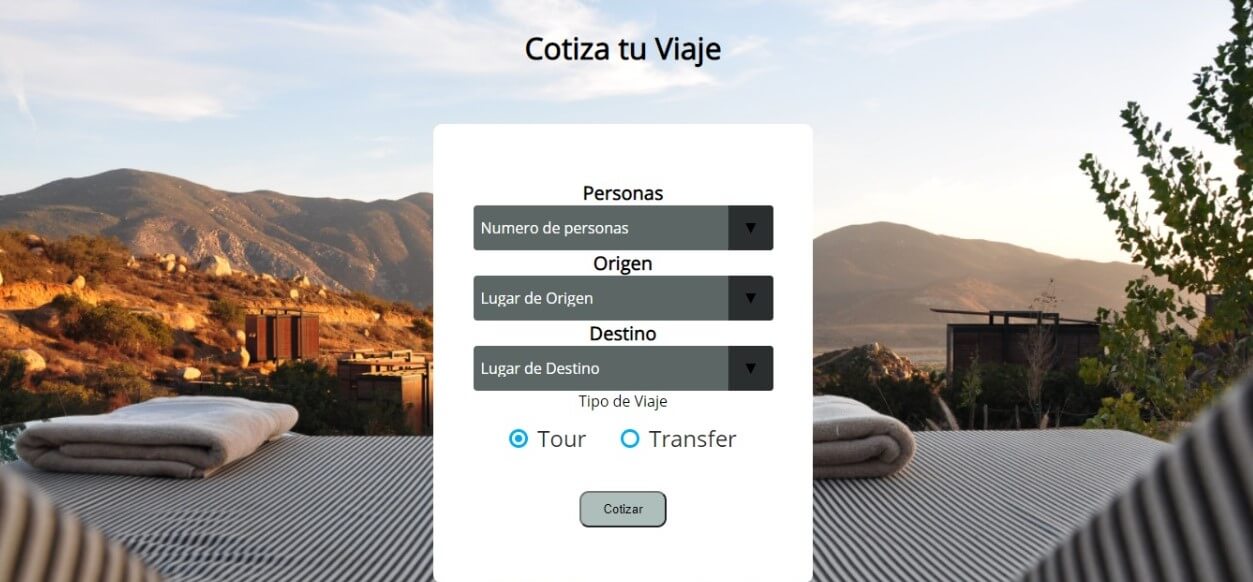 Cotiza tu Viaje
Personas
Numero de personas
Origen
Lugar de Origen
Destino
Lugar de Destino
Tipo de Viaje
Tour Transfer
Cotizar